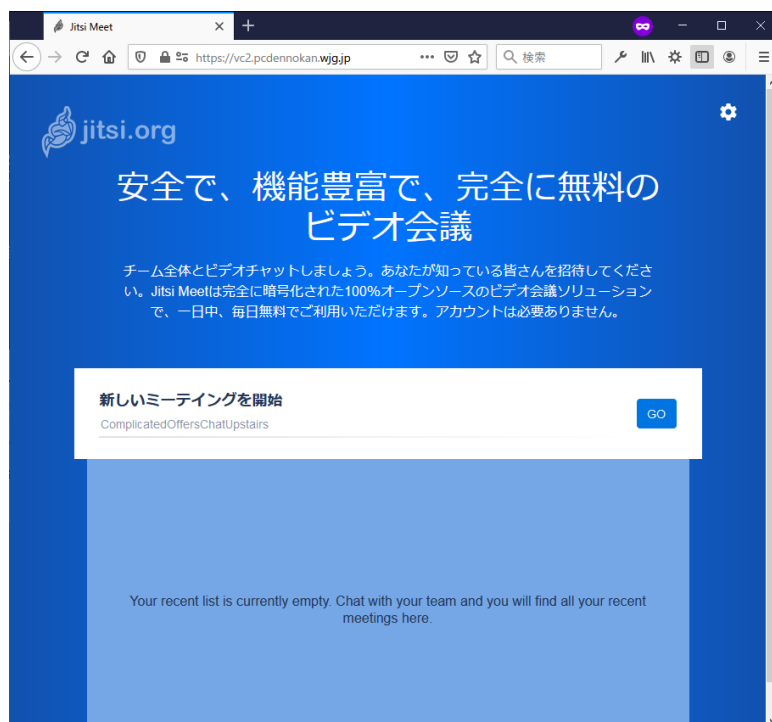 Jitsi Meet
https://vc2.pcdennokan.wjg.jp
検索
jitsi.org
安全で、機能豊富で、完全に無料の
ビデオ会議
チーム全体とビデオチャットしましょう。あなたが知っている皆さんを招待してくださ
い。Jitsi Meetは完全に暗号化された100%オープンソースのビデオ会議ソリューション
で、一日中、毎日無料でご利用いただけます。アカウントは必要ありません。
新しいミーテイングを開始
ComplicatedOffersChatUpstairs
GO
Your recent list is currently empty. Chat with your team and you will find all your recent
meetings here.